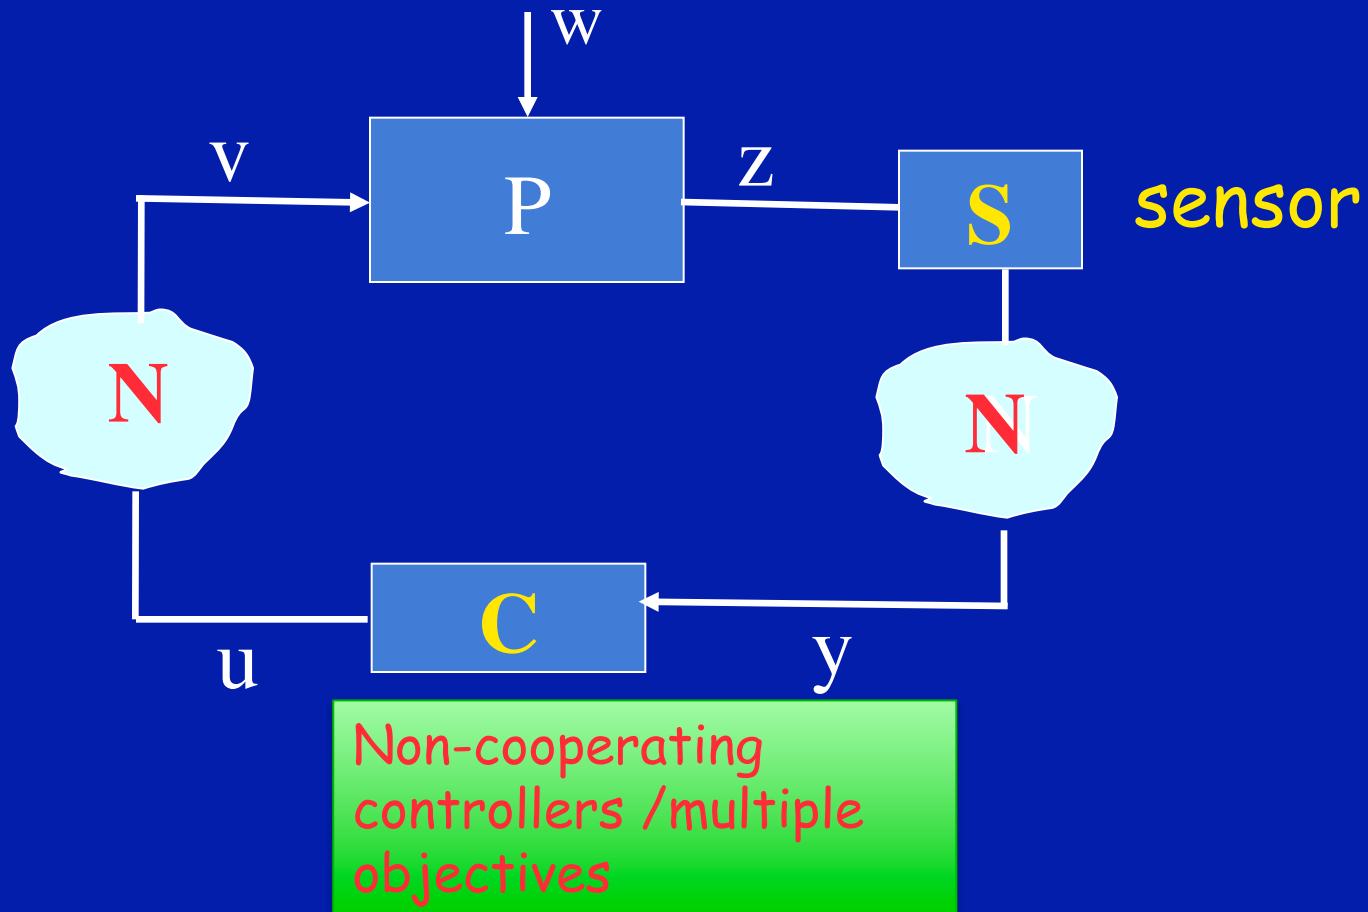 w
v
P
z
S
sensor
N
N
C
u
y
Non-cooperating
controllers /multiple
objectives